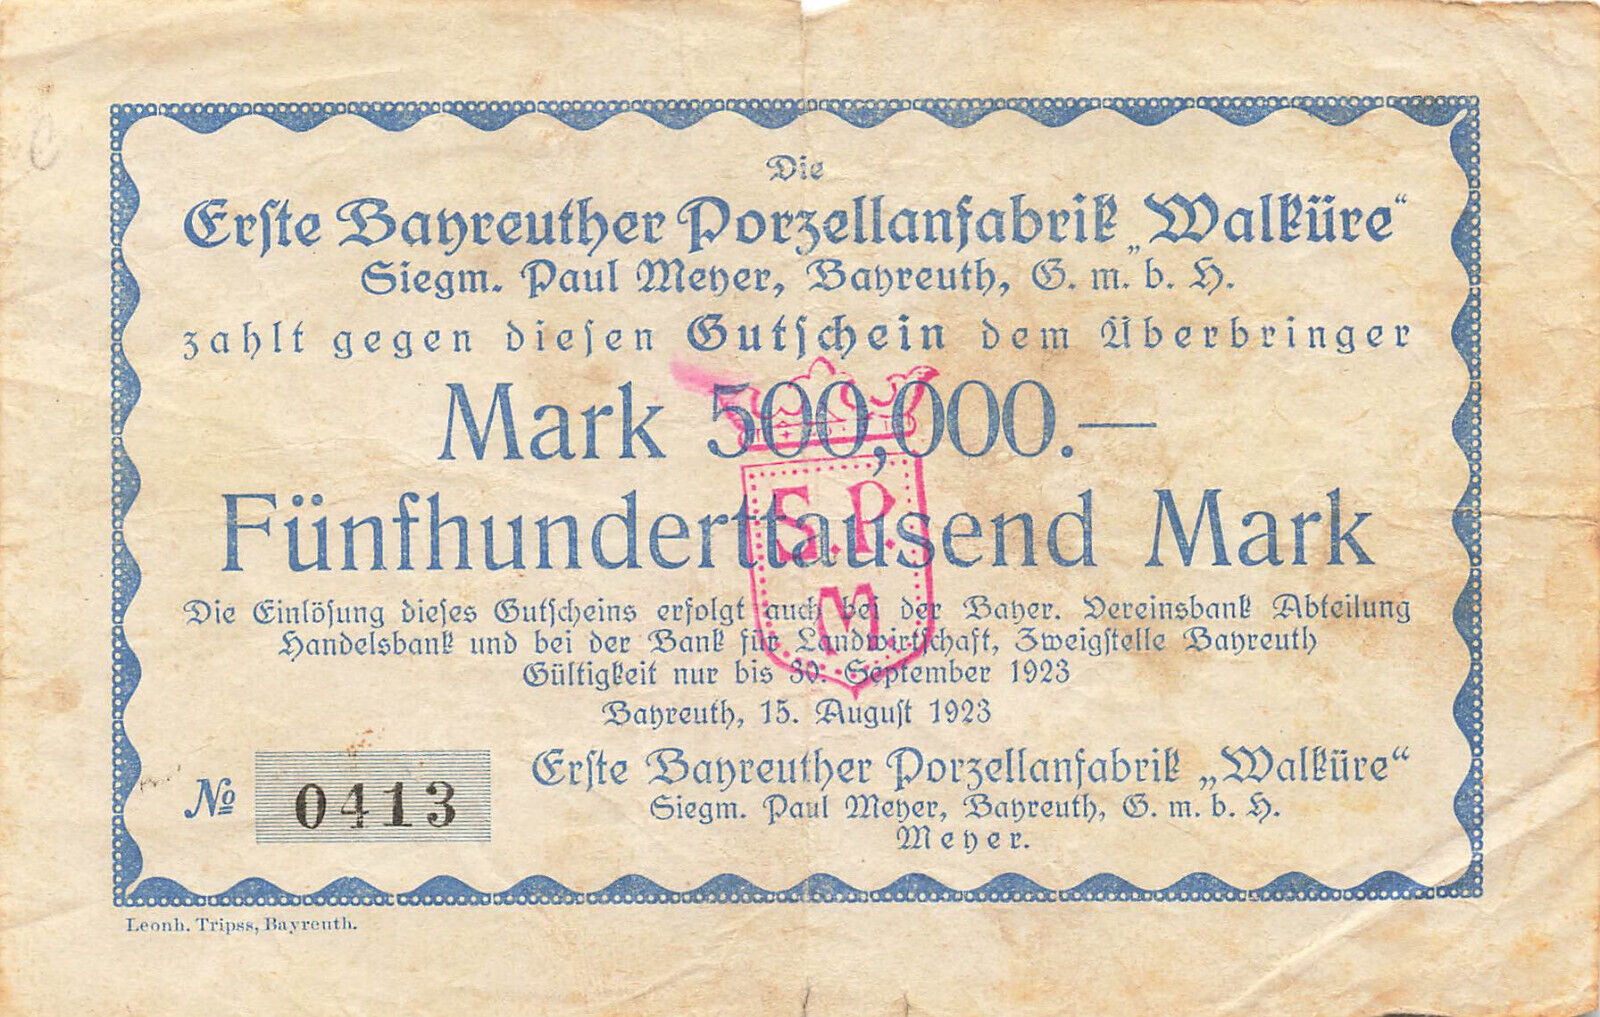 Die
Erste Bayreuther Porzellanfabrik „Walküre“
Siegm. Paul Meyer, Bayreuth, G. m. b. H.
zahlt gegen diesen Gutschein dem Überbringer
Mark 500,000.—
Fünfhunderttausend Mark
S. P.
M
Die Einlösung dieses Gutscheins erfolgt auch bei der Bayer. Vereinsbank Abteilung
Handelsbank und bei der Bank für Landwirtschaft, Zweigstelle Bayreuth
Gültigkeit nur bis 30. September 1923
Bayreuth, 15. August 1923
№ 0413
Erste Bayreuther Porzellanfabrik „Walküre“
Siegm. Paul Meyer, Bayreuth, G. m. b. H.
Meyer.
Leonh. Tripss, Bayreuth.